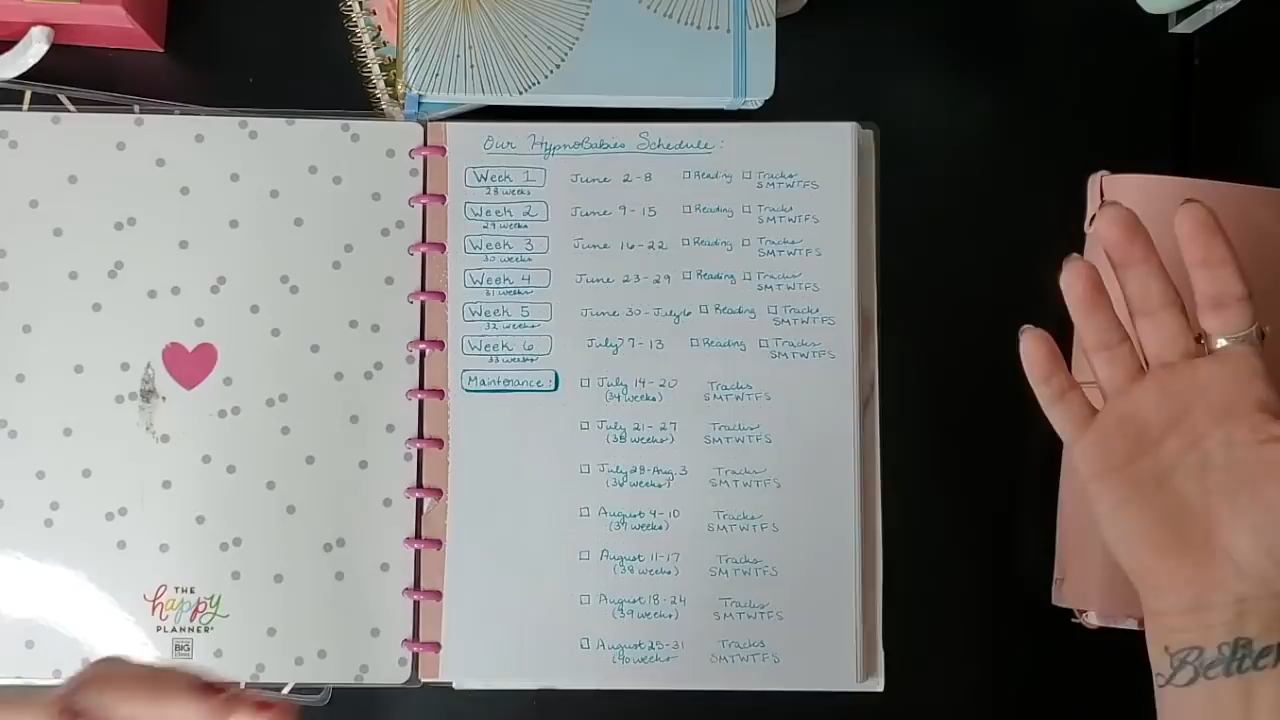 Our HypnoBabies Schedule:
Week 1 June 2-8 Reading Tracks
28 weeks SMTWTFS
Week 2 June 9-15 Reading Tracks
29 weeks SMTWTFS
Week 3 June 16-22 Reading Tracks
30 weeks SMTWTFS
Week 4 June 23-29 Reading Tracks
31 weeks SMTWTFS
Week 5 June 30-July 6 Reading Tracks
32 weeks SMTWTFS
Week 6 July 7-13 Reading Tracks
33 weeks SMTWTFS
Maintenance: July 14-20 Tracks
(34 weeks) SMTWTFS
July 21-27 Tracks
(35 weeks) SMTWTFS
July 28-Aug. 3 Tracks
(36 weeks) SMTWTFS
August 4-10 Tracks
(37 weeks) SMTWTFS
August 11-17 Tracks
(38 weeks) SMTWTFS
August 18-24 Tracks
(39 weeks) SMTWTFS
August 25-31 Tracks
(40 weeks SMTWTFS
THE
happy
PLANNER
BIG